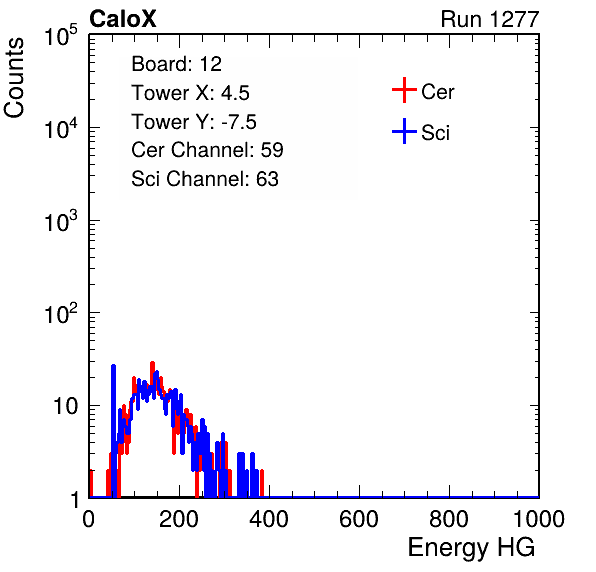 CaloX Run 1277
Counts
10^5
10^4
10^3
10^2
10
1
Board: 12
Tower X: 4.5
Tower Y: -7.5
Cer Channel: 59
Sci Channel: 63
Cer
Sci
0 200 400 600 800 1000
Energy HG